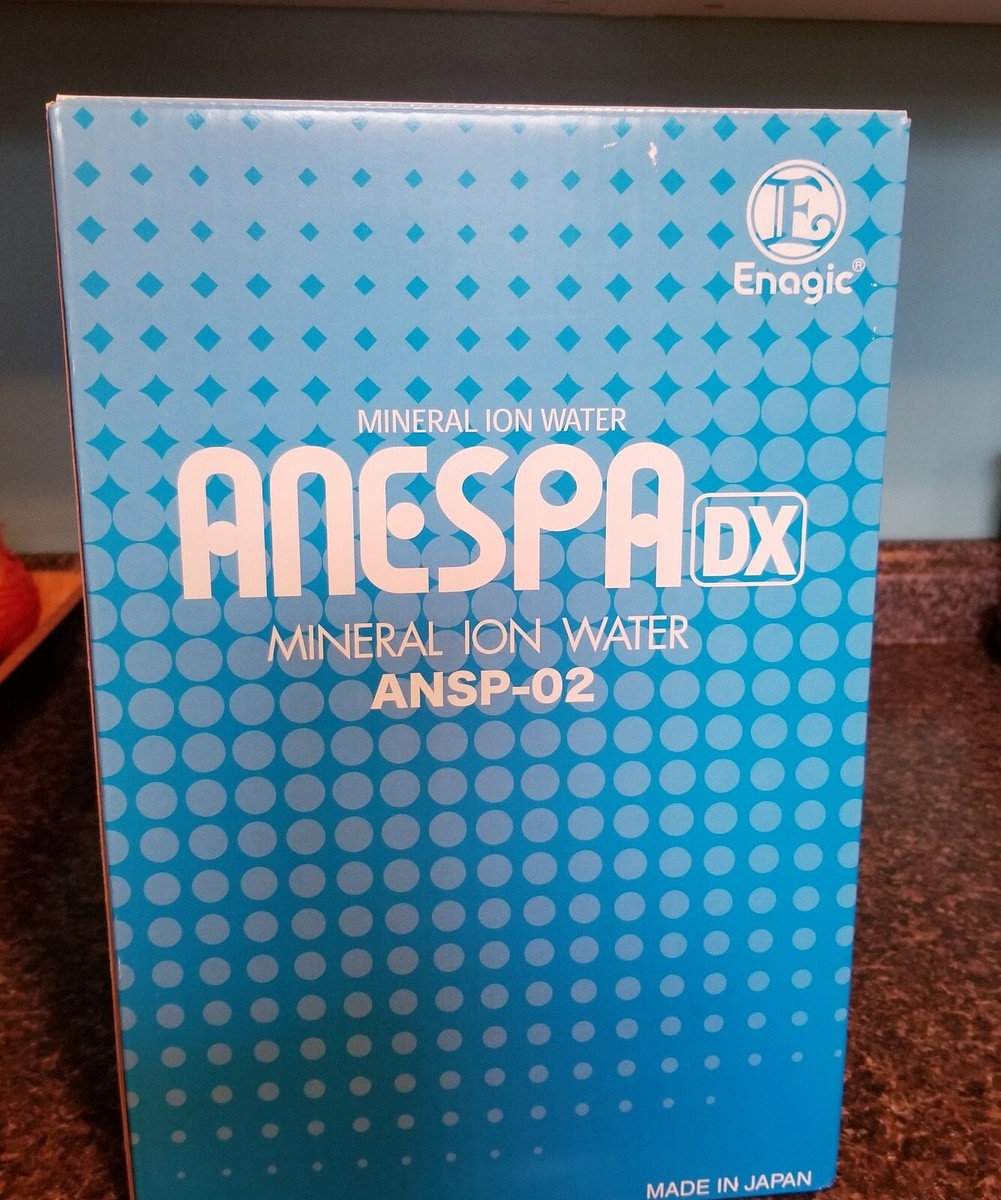 E
Enagic®
MINERAL ION WATER
ANESPA DX
MINERAL ION WATER
ANSP-02
MADE IN JAPAN